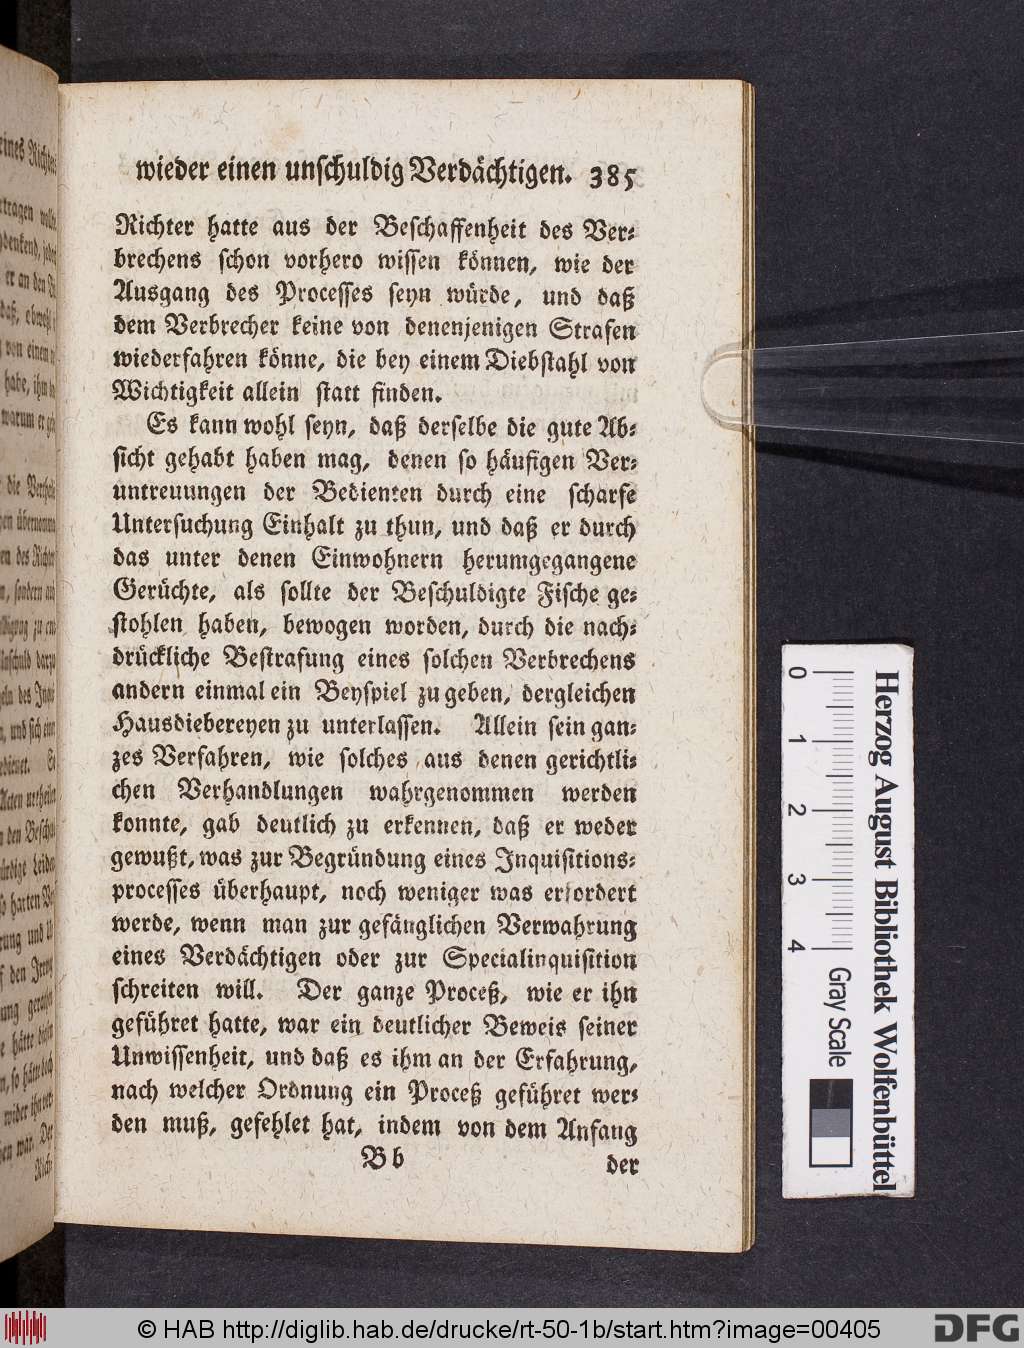 wieder einen unschuldig Verdächtigen. 385
Richter hatte aus der Beschaffenheit des Ver⸗
brechens schon vorhero wissen können, wie der
Ausgang des Processes seyn würde, und daß
dem Verbrecher keine von denenjenigen Strafen
wiederfahren könne, die bey einem Diebstahl von
Wichtigkeit allein statt finden.
Es kann wohl seyn, daß derselbe die gute Ab⸗
sicht gehabt haben mag, denen so häufigen Ver⸗
untreuungen der Bedienten durch eine scharfe
Untersuchung Einhalt zu thun, und daß er durch
das unter denen Einwohnern herumgegangene
Gerüchte, als sollte der Beschuldigte Fische ge⸗
stohlen haben, bewogen worden, durch die nach⸗
drückliche Bestrafung eines solchen Verbrechens
andern einmal ein Beyspiel zu geben, dergleichen
Hausdiebereyen zu unterlassen. Allein sein gan⸗
zes Verfahren, wie solches aus denen gerichtli⸗
chen Verhandlungen wahrgenommen werden
konnte, gab deutlich zu erkennen, daß er weder
gewußt, was zur Begründung eines Inquisitions⸗
processes überhaupt, noch weniger was erfordert
werde, wenn man zur gefänglichen Verwahrung
eines Verdächtigen oder zur Specialinquisition
schreiten will. Der ganze Proceß, wie er ihn
geführet hatte, war ein deutlicher Beweis seiner
Unwissenheit, und daß es ihm an der Erfahrung,
nach welcher Ordnung ein Proceß geführet wer⸗
den muß, gefehlet hat, indem von dem Anfang
Bb der
eines Richters
den Beschul
so harten
auf den
hätte
Der
Rich⸗
0 1 2 3 4 Gray Scale
Herzog August Bibliothek Wolfenbüttel
© HAB http://diglib.hab.de/drucke/rt-50-1b/start.htm?image=00405
DFG